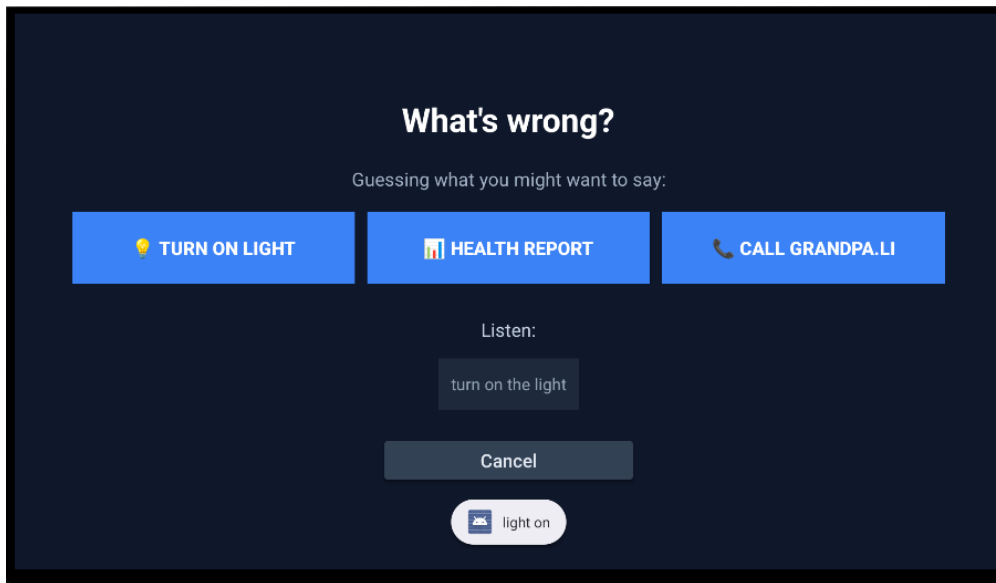 What's wrong?
Guessing what you might want to say:
💡 TURN ON LIGHT
📊 HEALTH REPORT
📞 CALL GRANDPA.LI
Listen:
turn on the light
Cancel
light on